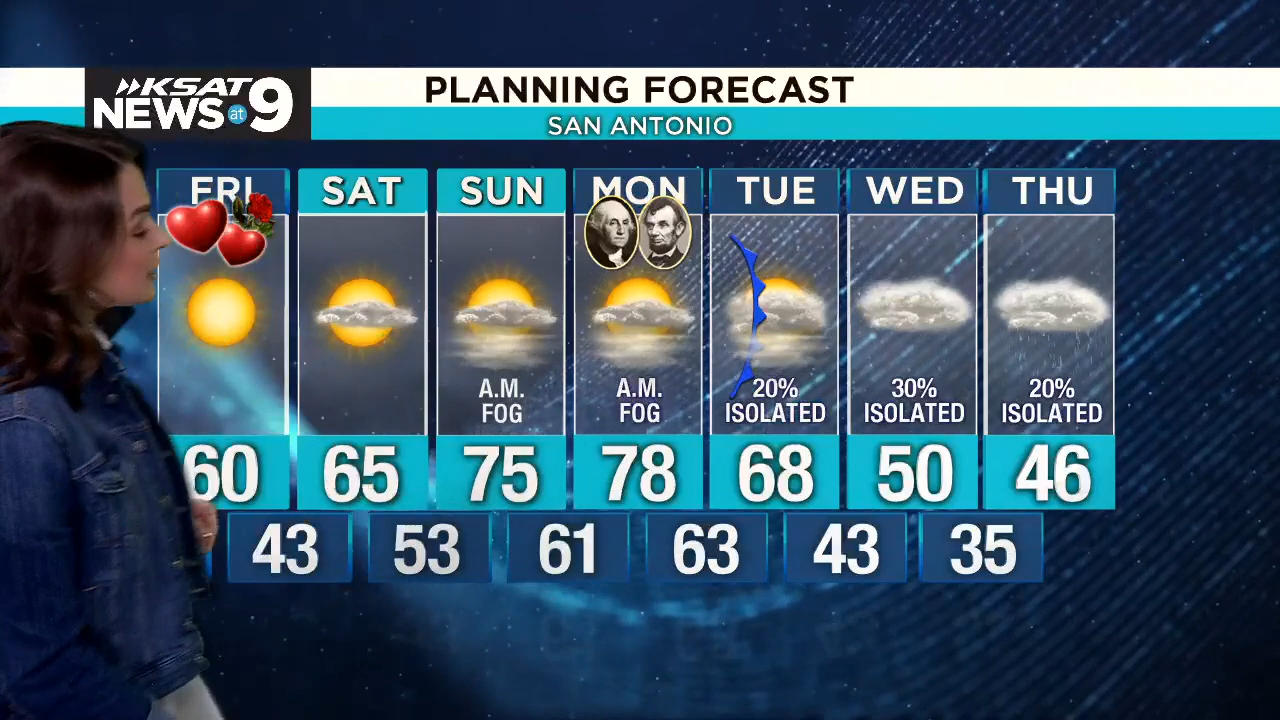 KSAT
NEWS at 9
PLANNING FORECAST
SAN ANTONIO
FRI SAT SUN MON TUE WED THU
A.M. FOG
A.M. FOG
20% ISOLATED
30% ISOLATED
20% ISOLATED
60 65 75 78 68 50 46
43 53 61 63 43 35